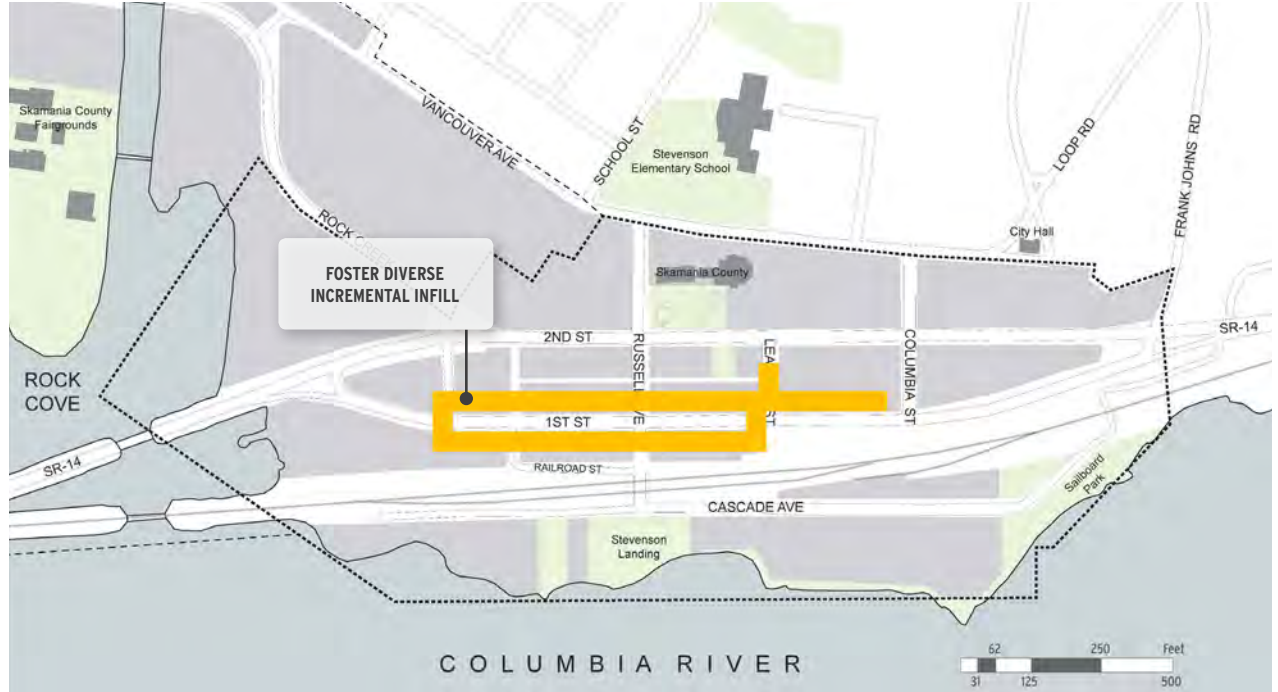 Skamania County
Fairgrounds
VANCOUVER AVE
SCHOOL ST
Stevenson
Elementary School
LOOP RD
FRANK JOHNS RD
City Hall
ROCK
FOSTER DIVERSE
INCREMENTAL INFILL
Skamania County
2ND ST
RUSSELL AVE
COLUMBIA ST
SR-14
ROCK
COVE
1ST ST
ST
SR-14
RAILROAD ST
CASCADE AVE
Sailboard
Park
Stevenson
Landing
COLUMBIA RIVER
62
250
Feet
31
125
500